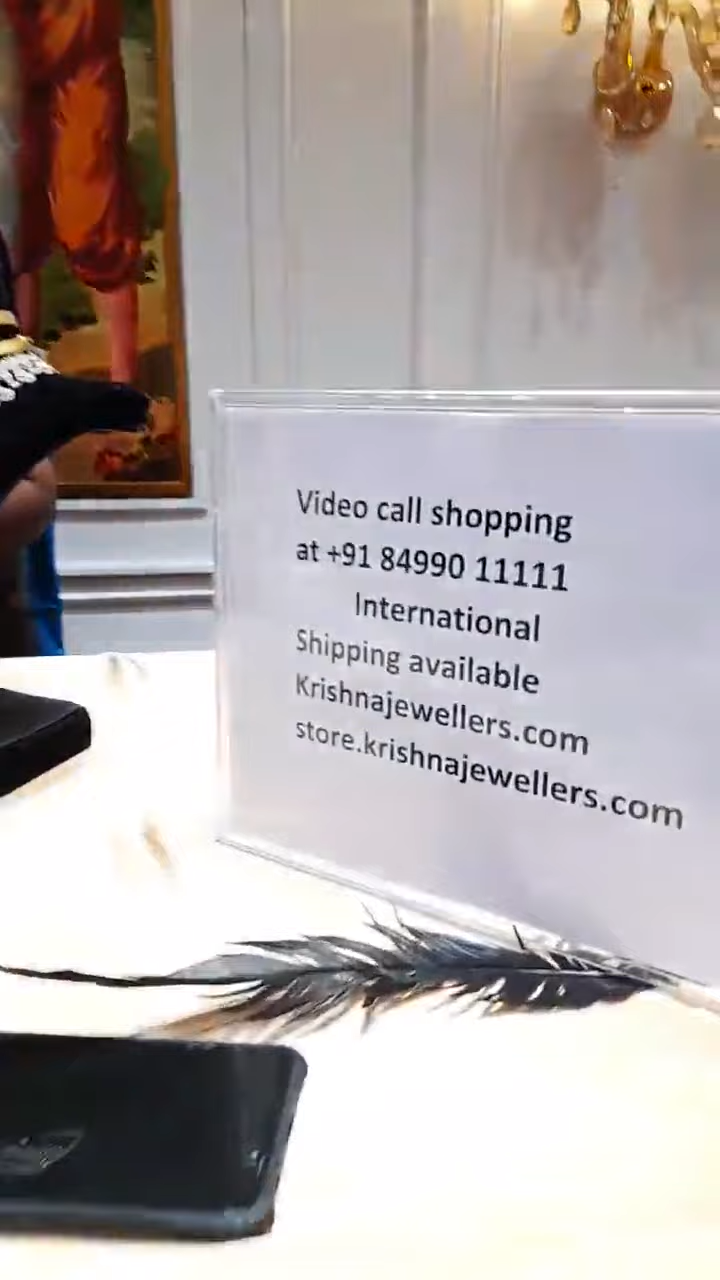 Video call shopping
at +91 84990 11111
International
Shipping available
Krishnajewellers.com
store.krishnajewellers.com